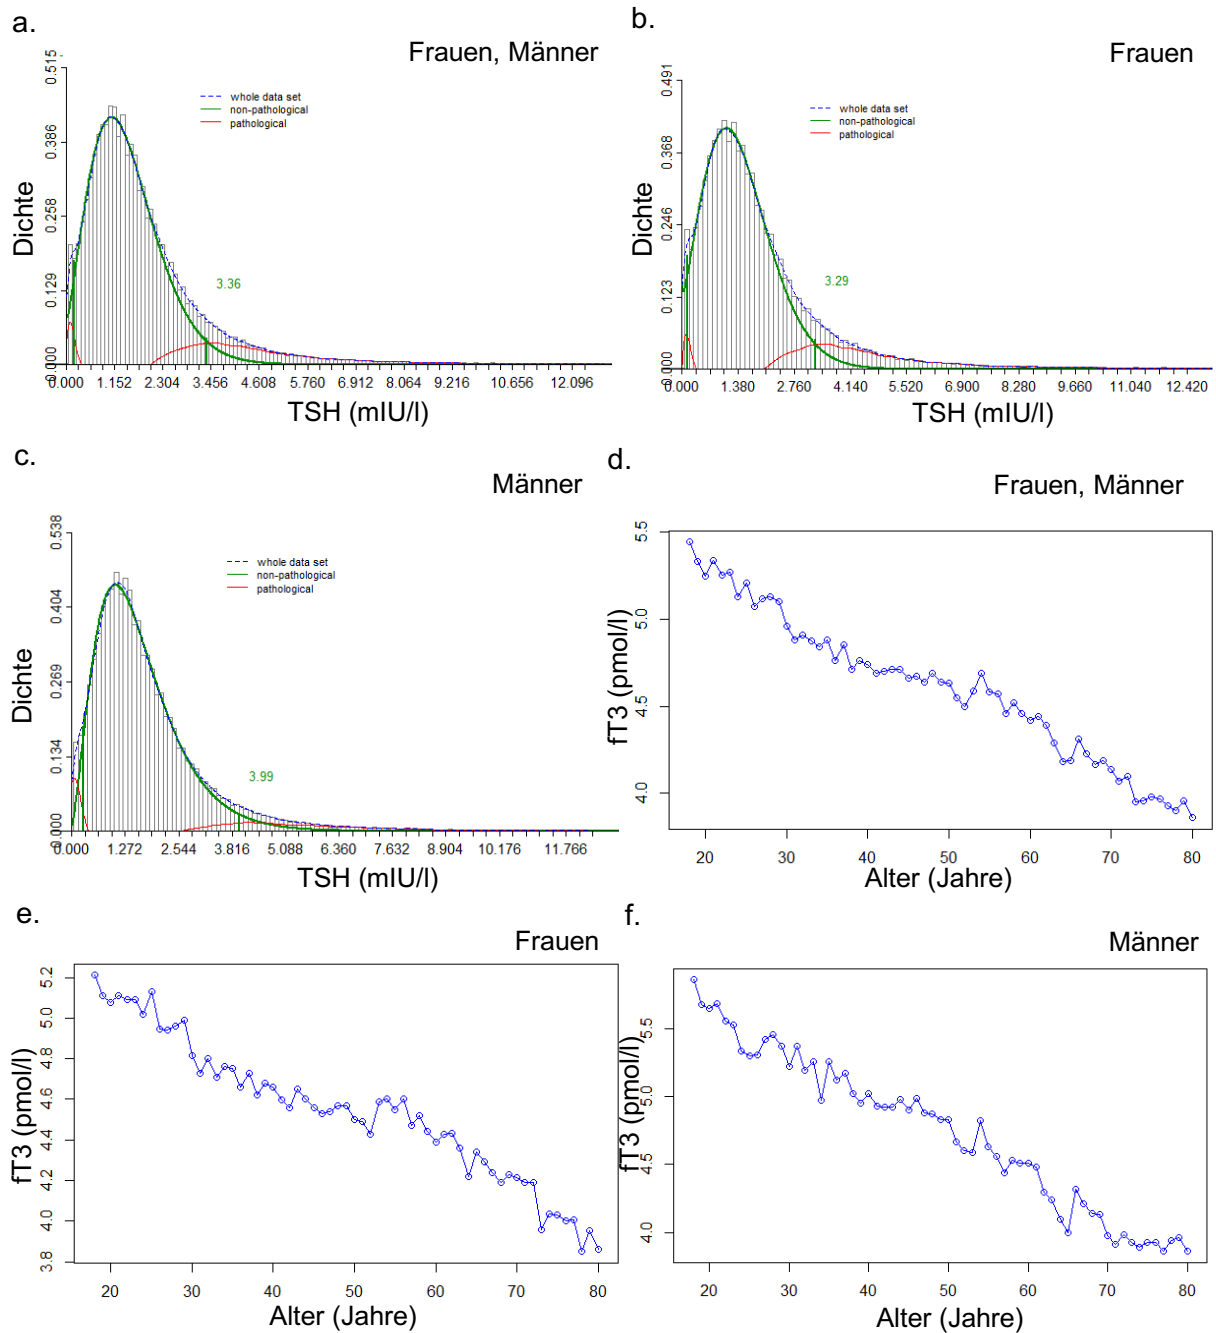 a.
Frauen, Männer
0.515
0.386
0.258
0.129
0.000
Dichte
whole data set
non-pathological
pathological
3.36
0.000 1.152 2.304 3.456 4.608 5.760 6.912 8.064 9.216 10.656 12.096
TSH (mIU/l)
b.
Frauen
0.491
0.368
0.246
0.123
0.000
Dichte
whole data set
non-pathological
pathological
3.29
0.000 1.380 2.760 4.140 5.520 6.900 8.280 9.660 11.040 12.420
TSH (mIU/l)
c.
Männer
0.538
0.404
0.269
0.134
0.000
Dichte
whole data set
non-pathological
pathological
3.99
0.000 1.272 2.544 3.816 5.088 6.360 7.632 8.904 10.176 11.766
TSH (mIU/l)
d.
Frauen, Männer
5.5
5.0
4.5
4.0
fT3 (pmol/l)
20 30 40 50 60 70 80
Alter (Jahre)
e.
Frauen
5.2
5.0
4.8
4.6
4.4
4.2
4.0
3.8
fT3 (pmol/l)
20 30 40 50 60 70 80
Alter (Jahre)
f.
Männer
5.5
5.0
4.5
4.0
fT3 (pmol/l)
20 30 40 50 60 70 80
Alter (Jahre)